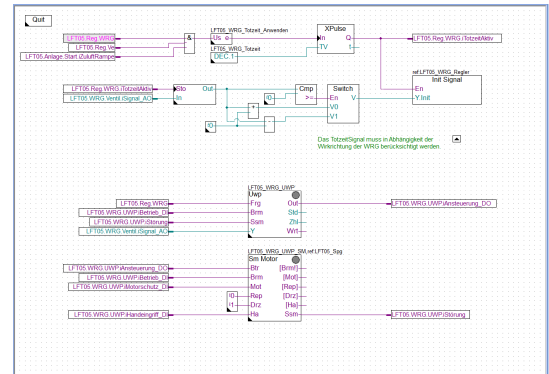 Quit
LFT05.Reg.WRG
LFT05.Reg.Ve
LFT05.Anlage.Start.iZuluftRampe
&
LFT05_WRG_Totzeit_Anwenden
Us e
LFT05_WRG_Totzeit
DEC.f
XPulse
In Q
TV t
LFT05.Reg.WRG.iTotzeitAktiv
LFT05.Reg.WRG.iTotzeitAktiv
LFT05.WRG.Ventil.iSignal_AO
Sto Out
In
f0
+
-
f0
Cmp
>=
Switch
En V
V0
V1
ref:LFT05_WRG_Regler
Init Signal
En
Y.Init
Das TotzeitSignal muss in Abhängigkeit der
Wirkrichtung der WRG berücksichtigt werden.
LFT05.Reg.WRG
LFT05.WRG.UWP.iBetrieb_DI
LFT05.WRG.UWP.iStörung
LFT05.WRG.Ventil.iSignal_AO
LFT05_WRG_UWP
Uwp
Frg Out
Brm Std
Ssm Zhl
Y Wrt
LFT05.WRG.UWP.iAnsteuerung_DO
LFT05_WRG_UWP_SM,ref:LFT05_Spg
Sm Motor
LFT05.WRG.UWP.iAnsteuerung_DO
LFT05.WRG.UWP.iBetrieb_DI
LFT05.WRG.UWP.iMotorschutz_DI
f0
i1
LFT05.WRG.UWP.iHandeingriff_DI
Btr [Brm!]
Brm [Mot]
Mot [Rep]
Rep [Drz]
Drz [Ha]
Ha Ssm
LFT05.WRG.UWP.iStörung